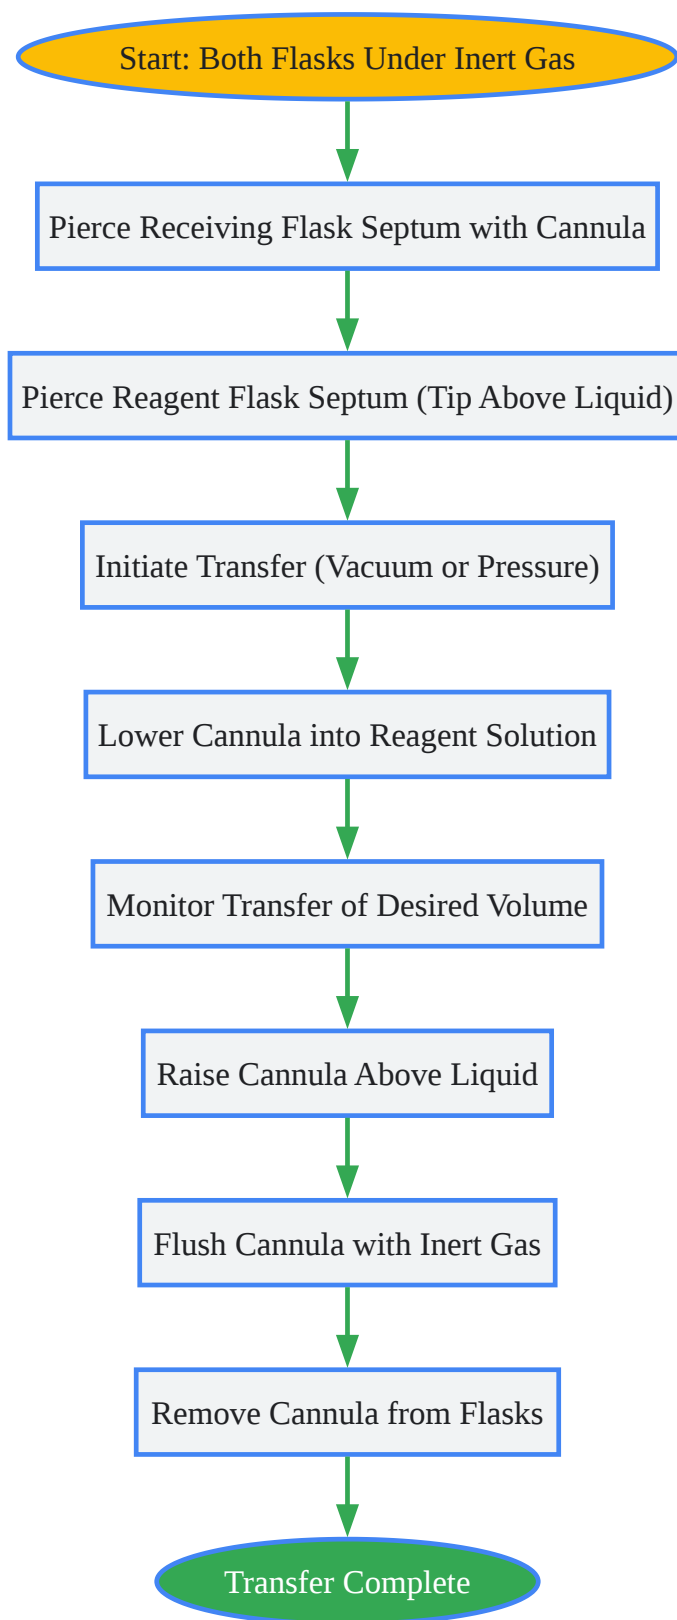 Start: Both Flasks Under Inert Gas
Pierce Receiving Flask Septum with Cannula
Pierce Reagent Flask Septum (Tip Above Liquid)
Initiate Transfer (Vacuum or Pressure)
Lower Cannula into Reagent Solution
Monitor Transfer of Desired Volume
Raise Cannula Above Liquid
Flush Cannula with Inert Gas
Remove Cannula from Flasks
Transfer Complete